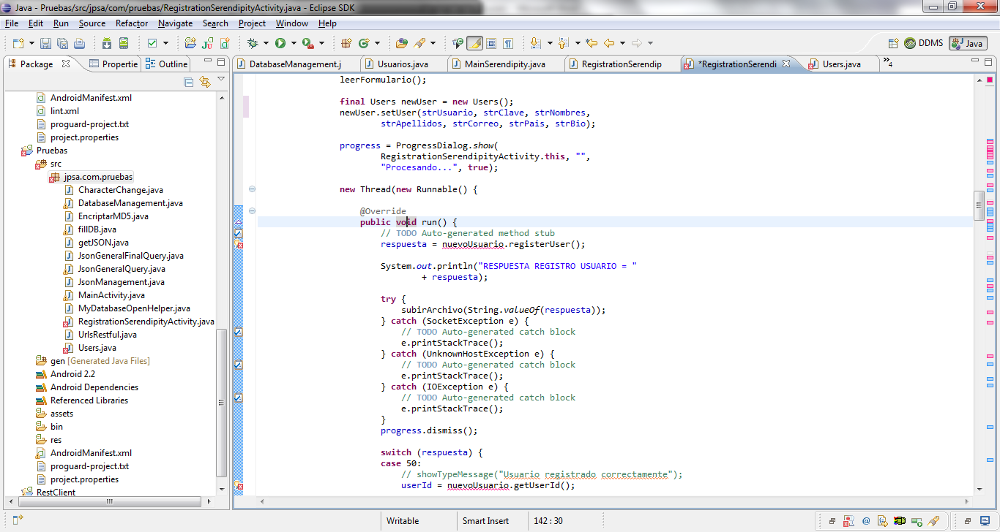 Java - Pruebas/src/jpsa/com/pruebas/RegistrationSerendipityActivity.java - Eclipse SDK
File Edit Run Source Refactor Navigate Search Project Window Help
DDMS Java
Package Propertie Outline
DatabaseManagement.j Usuarios.java MainSerendipity.java RegistrationSerendip *RegistrationSerendi Users.java »4
AndroidManifest.xml
lint.xml
proguard-project.txt
project.properties
Pruebas
src
jpsa.com.pruebas
CharacterChange.java
DatabaseManagement.java
EncriptarMD5.java
fillDB.java
getJSON.java
JsonGeneralFinalQuery.java
JsonGeneralQuery.java
JsonManagement.java
MainActivity.java
MyDatabaseOpenHelper.java
RegistrationSerendipityActivity.java
UrlsRestful.java
Users.java
gen [Generated Java Files]
Android 2.2
Android Dependencies
Referenced Libraries
assets
bin
res
AndroidManifest.xml
proguard-project.txt
project.properties
RestClient
leerFormulario();
final Users newUser = new Users();
newUser.setUser(strUsuario, strClave, strNombres,
strApellidos, strCorreo, strPais, strBio);
progress = ProgressDialog.show(
RegistrationSerendipityActivity.this, "",
"Procesando...", true);
new Thread(new Runnable() {
@Override
public void run() {
// TODO Auto-generated method stub
respuesta = nuevoUsuario.registerUser();
System.out.println("RESPUESTA REGISTRO USUARIO = "
+ respuesta);
try {
subirArchivo(String.valueOf(respuesta));
} catch (SocketException e) {
// TODO Auto-generated catch block
e.printStackTrace();
} catch (UnknownHostException e) {
// TODO Auto-generated catch block
e.printStackTrace();
} catch (IOException e) {
// TODO Auto-generated catch block
e.printStackTrace();
}
progress.dismiss();
switch (respuesta) {
case 50:
// showTypeMessage("Usuario registrado correctamente");
userId = nuevoUsuario.getUserId();
Writable Smart Insert 142 : 30